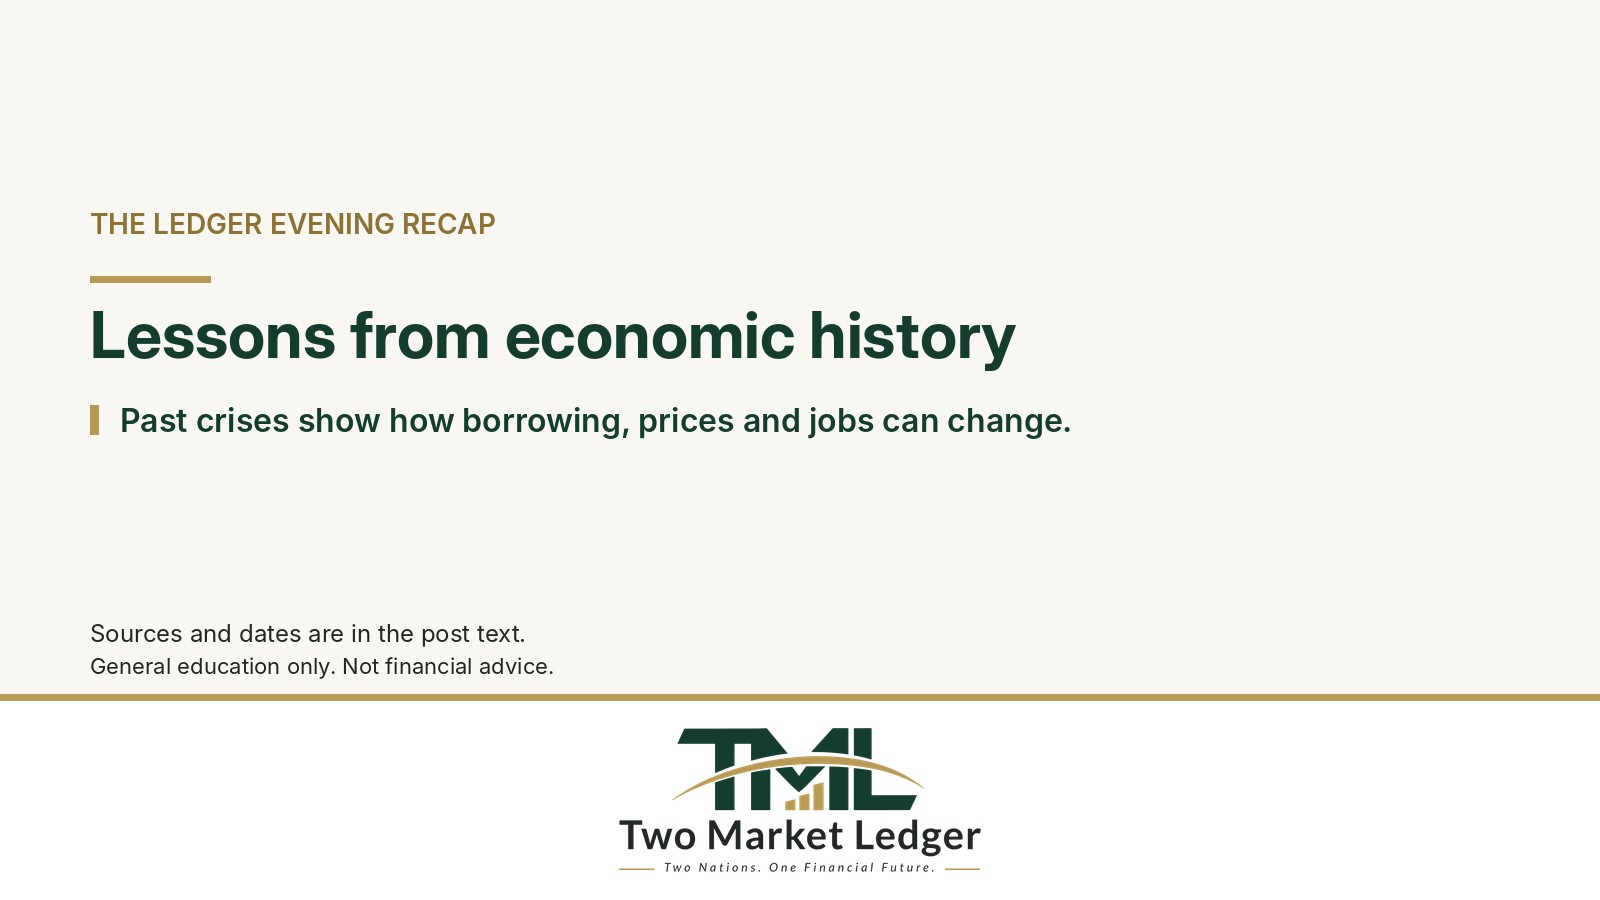 THE LEDGER EVENING RECAP
Lessons from economic history
Past crises show how borrowing, prices and jobs can change.
Sources and dates are in the post text.
General education only. Not financial advice.
TML
Two Market Ledger
Two Nations. One Financial Future.